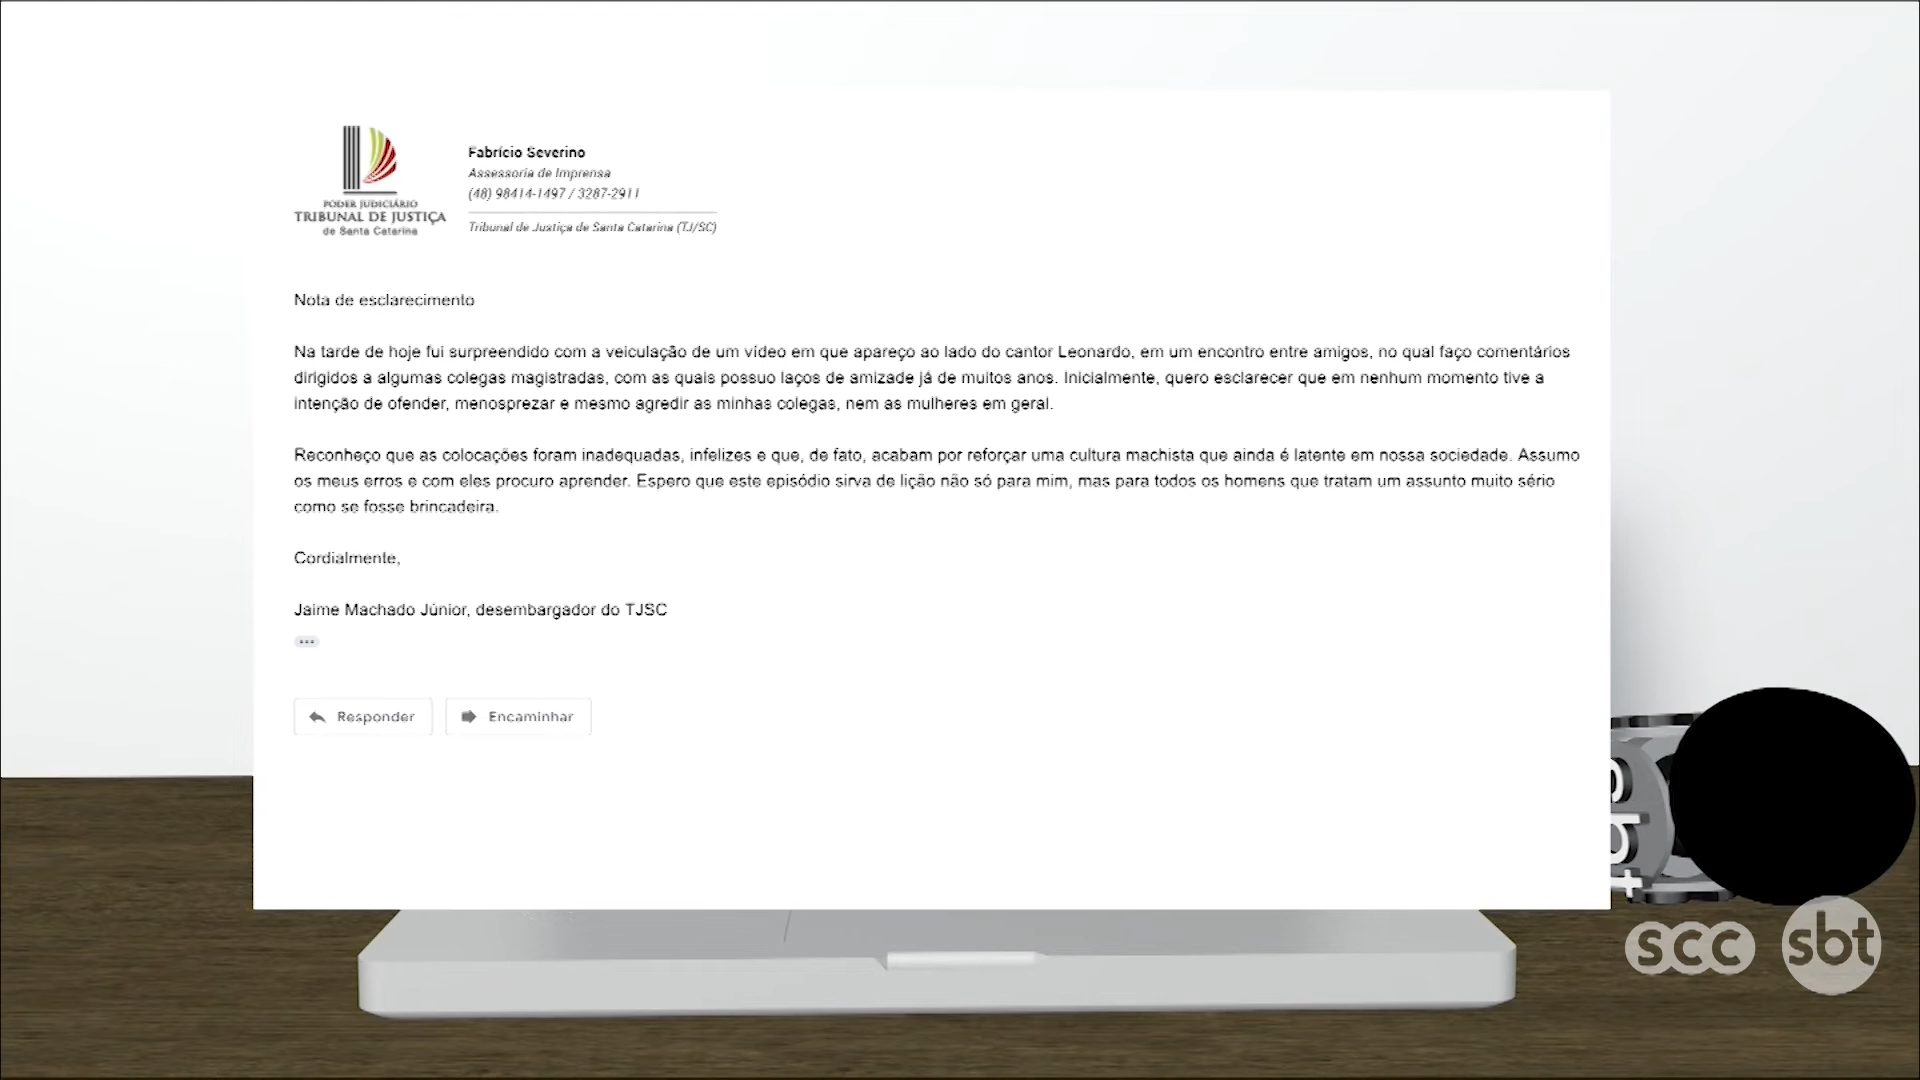 PODER JUDICIÁRIO
TRIBUNAL DE JUSTIÇA
de Santa Catarina
Fabrício Severino
Assessoria de Imprensa
(48) 98414-1497 / 3287-2911
Tribunal de Justiça de Santa Catarina (TJ/SC)
Nota de esclarecimento
Na tarde de hoje fui surpreendido com a veiculação de um vídeo em que apareço ao lado do cantor Leonardo, em um encontro entre amigos, no qual faço comentários
dirigidos a algumas colegas magistradas, com as quais possuo laços de amizade já de muitos anos. Inicialmente, quero esclarecer que em nenhum momento tive a
intenção de ofender, menosprezar e mesmo agredir as minhas colegas, nem as mulheres em geral.
Reconheço que as colocações foram inadequadas, infelizes e que, de fato, acabam por reforçar uma cultura machista que ainda é latente em nossa sociedade. Assumo
os meus erros e com eles procuro aprender. Espero que este episódio sirva de lição não só para mim, mas para todos os homens que tratam um assunto muito sério
como se fosse brincadeira.
Cordialmente,
Jaime Machado Júnior, desembargador do TJSC
Responder
Encaminhar
scc sbt